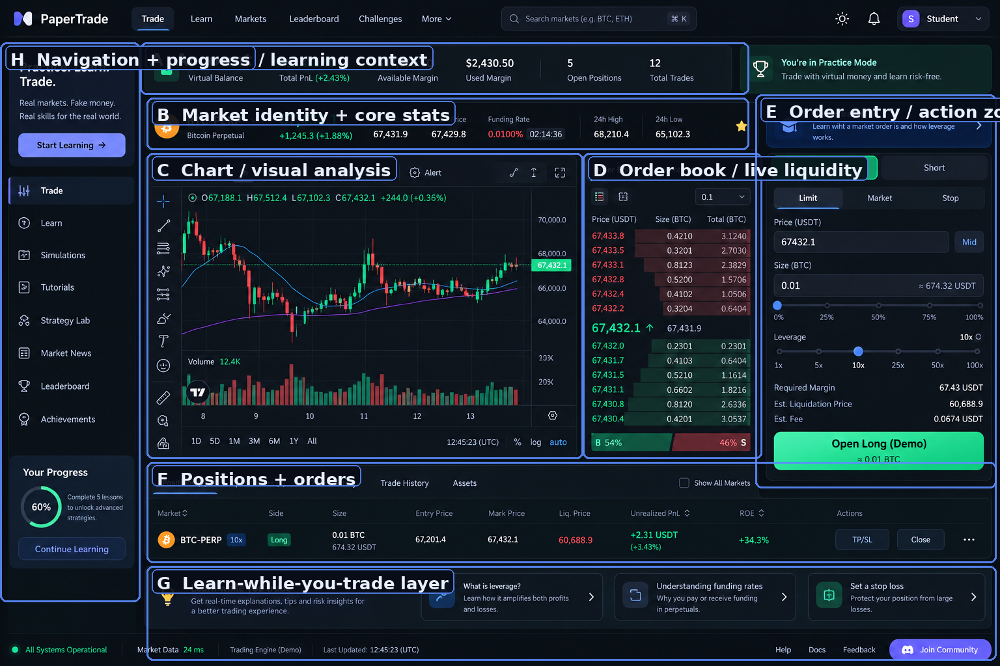 PaperTrade
Trade
Learn
Markets
Leaderboard
Challenges
More
Search markets (e.g. BTC, ETH)
⌘ K
S
Student
H Navigation + progress / learning context
Trade.
Real markets. Fake money.
Real skills for the real world.
Start Learning →
Trade
Learn
Simulations
Tutorials
Strategy Lab
Market News
Leaderboard
Achievements
Your Progress
60%
Complete 5 lessons
to unlock advanced
strategies.
Continue Learning
Virtual Balance
Total PnL (+2.43%)
Available Margin
$2,430.50
Used Margin
5
Open Positions
12
Total Trades
You're in Practice Mode
Trade with virtual money and learn risk-free.
B Market identity + core stats
Bitcoin Perpetual
+1,245.3 (+1.88%)
67,431.9
67,429.8
Funding Rate
0.0100% 02:14:36
24h High
68,210.4
24h Low
65,102.3
E Order entry / action zo
Learn wiht a market order is and how leverage
works.
C Chart / visual analysis
Alert
O67,188.1 H67,512.4 L67,102.3 C67,432.1 +244.0 (+0.36%)
70,000.0
68,000.0
67,432.1
66,000.0
64,000.0
Volume 12.4K
20K
8 9 10 11 12 13
1D 5D 1M 3M 6M 1Y All
12:45:23 (UTC)
% log auto
D Order book / live liquidity
0.1
Price (USDT) Size (BTC) Total (BTC)
67,433.8 0.4210 3.1240
67,433.5 0.3201 2.7030
67,433.1 0.8123 2.3829
67,432.8 0.5200 1.5706
67,432.4 0.4102 1.0506
67,432.2 0.3204 0.6404
67,432.1 ↑ 67,431.9
67,432.0 0.2301 0.2301
67,431.7 0.4103 0.6404
67,431.5 0.5210 1.1614
67,431.1 0.6602 1.8216
67,430.8 0.8120 2.6336
67,430.4 0.4201 3.0537
B 54% 46% S
Short
Limit
Market
Stop
Price (USDT)
67432.1
Mid
Size (BTC)
0.01 ≈ 674.32 USDT
0% 25% 50% 75% 100%
Leverage 10x
1x 5x 10x 25x 50x 100x
Required Margin 67.43 USDT
Est. Liquidation Price 60,688.9
Est. Fee 0.0674 USDT
Open Long (Demo)
≈ 0.01 BTC
F Positions + orders
Trade History
Assets
Show All Markets
Market Side Size Entry Price Mark Price Liq. Price Unrealized PnL ROE Actions
BTC-PERP 10x
Long
0.01 BTC
674.32 USDT
67,201.4
67,432.1
60,688.9
+2.31 USDT
(+3.43%)
+34.3%
TP/SL
Close
G Learn-while-you-trade layer
Get real-time explanations, tips and risk insights for
a better trading experience.
What is leverage?
Learn how it amplifies both profits
and losses.
Understanding funding rates
Why you pay or receive funding
in perpetuals.
Set a stop loss
Protect your position from large
losses.
All Systems Operational
Market Data 24 ms
Trading Engine (Demo)
Last Updated: 12:45:23 (UTC)
Help
Docs
Feedback
Join Community